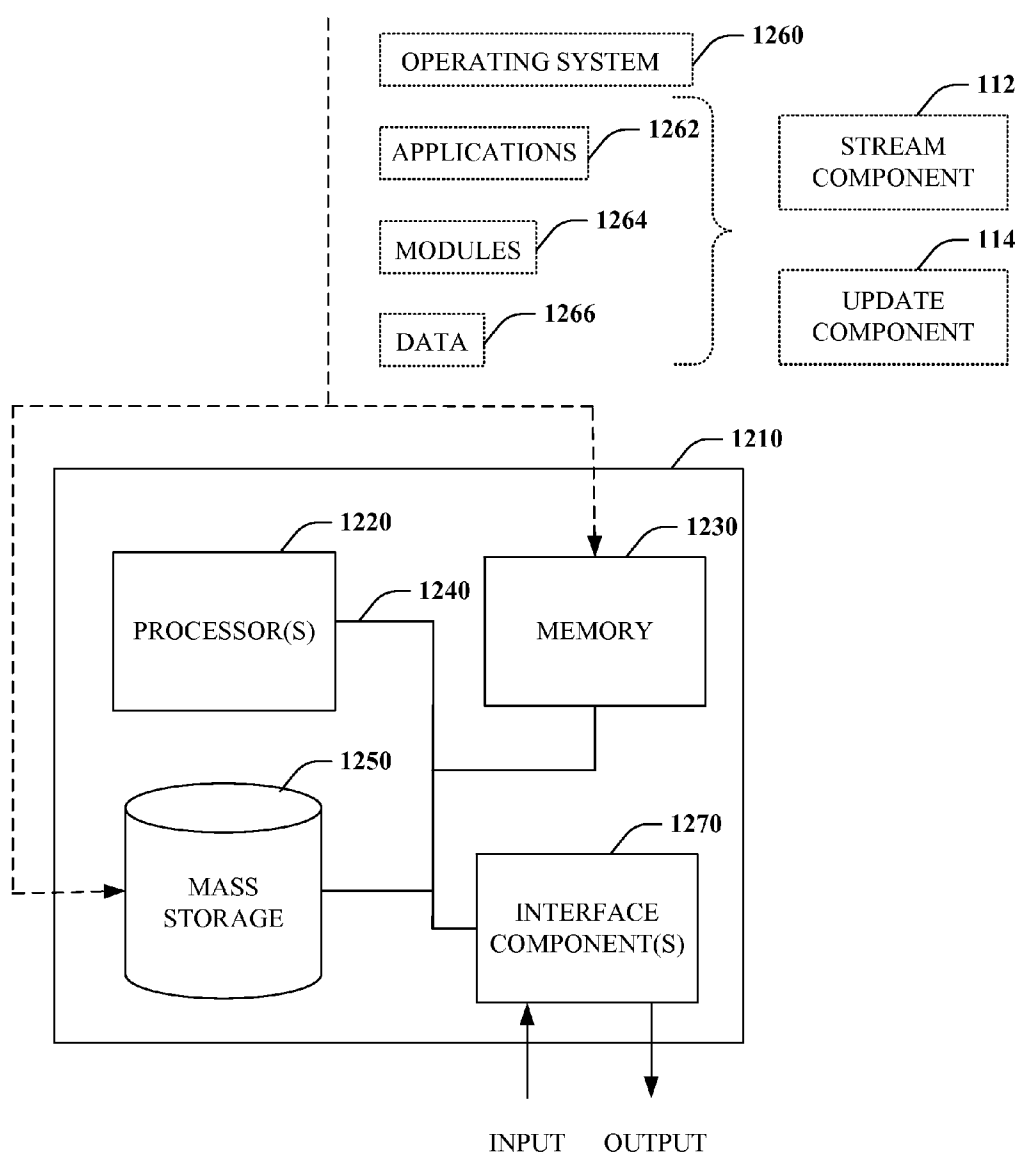 1260
OPERATING SYSTEM
112
1262
APPLICATIONS
STREAM
COMPONENT
1264
MODULES
114
1266
DATA
UPDATE
COMPONENT
1210
1220
1230
1240
PROCESSOR(S)
MEMORY
1250
1270
MASS
STORAGE
INTERFACE
COMPONENT(S)
INPUT
OUTPUT